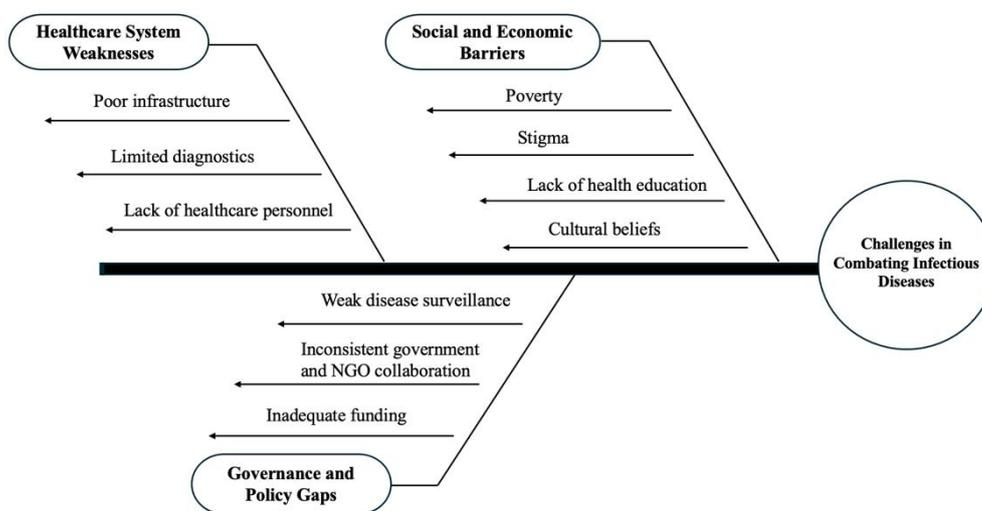 Healthcare System
Weaknesses
Poor infrastructure
Limited diagnostics
Lack of healthcare personnel
Social and Economic
Barriers
Poverty
Stigma
Lack of health education
Cultural beliefs
Challenges in
Combating Infectious
Diseases
Weak disease surveillance
Inconsistent government
and NGO collaboration
Inadequate funding
Governance and
Policy Gaps